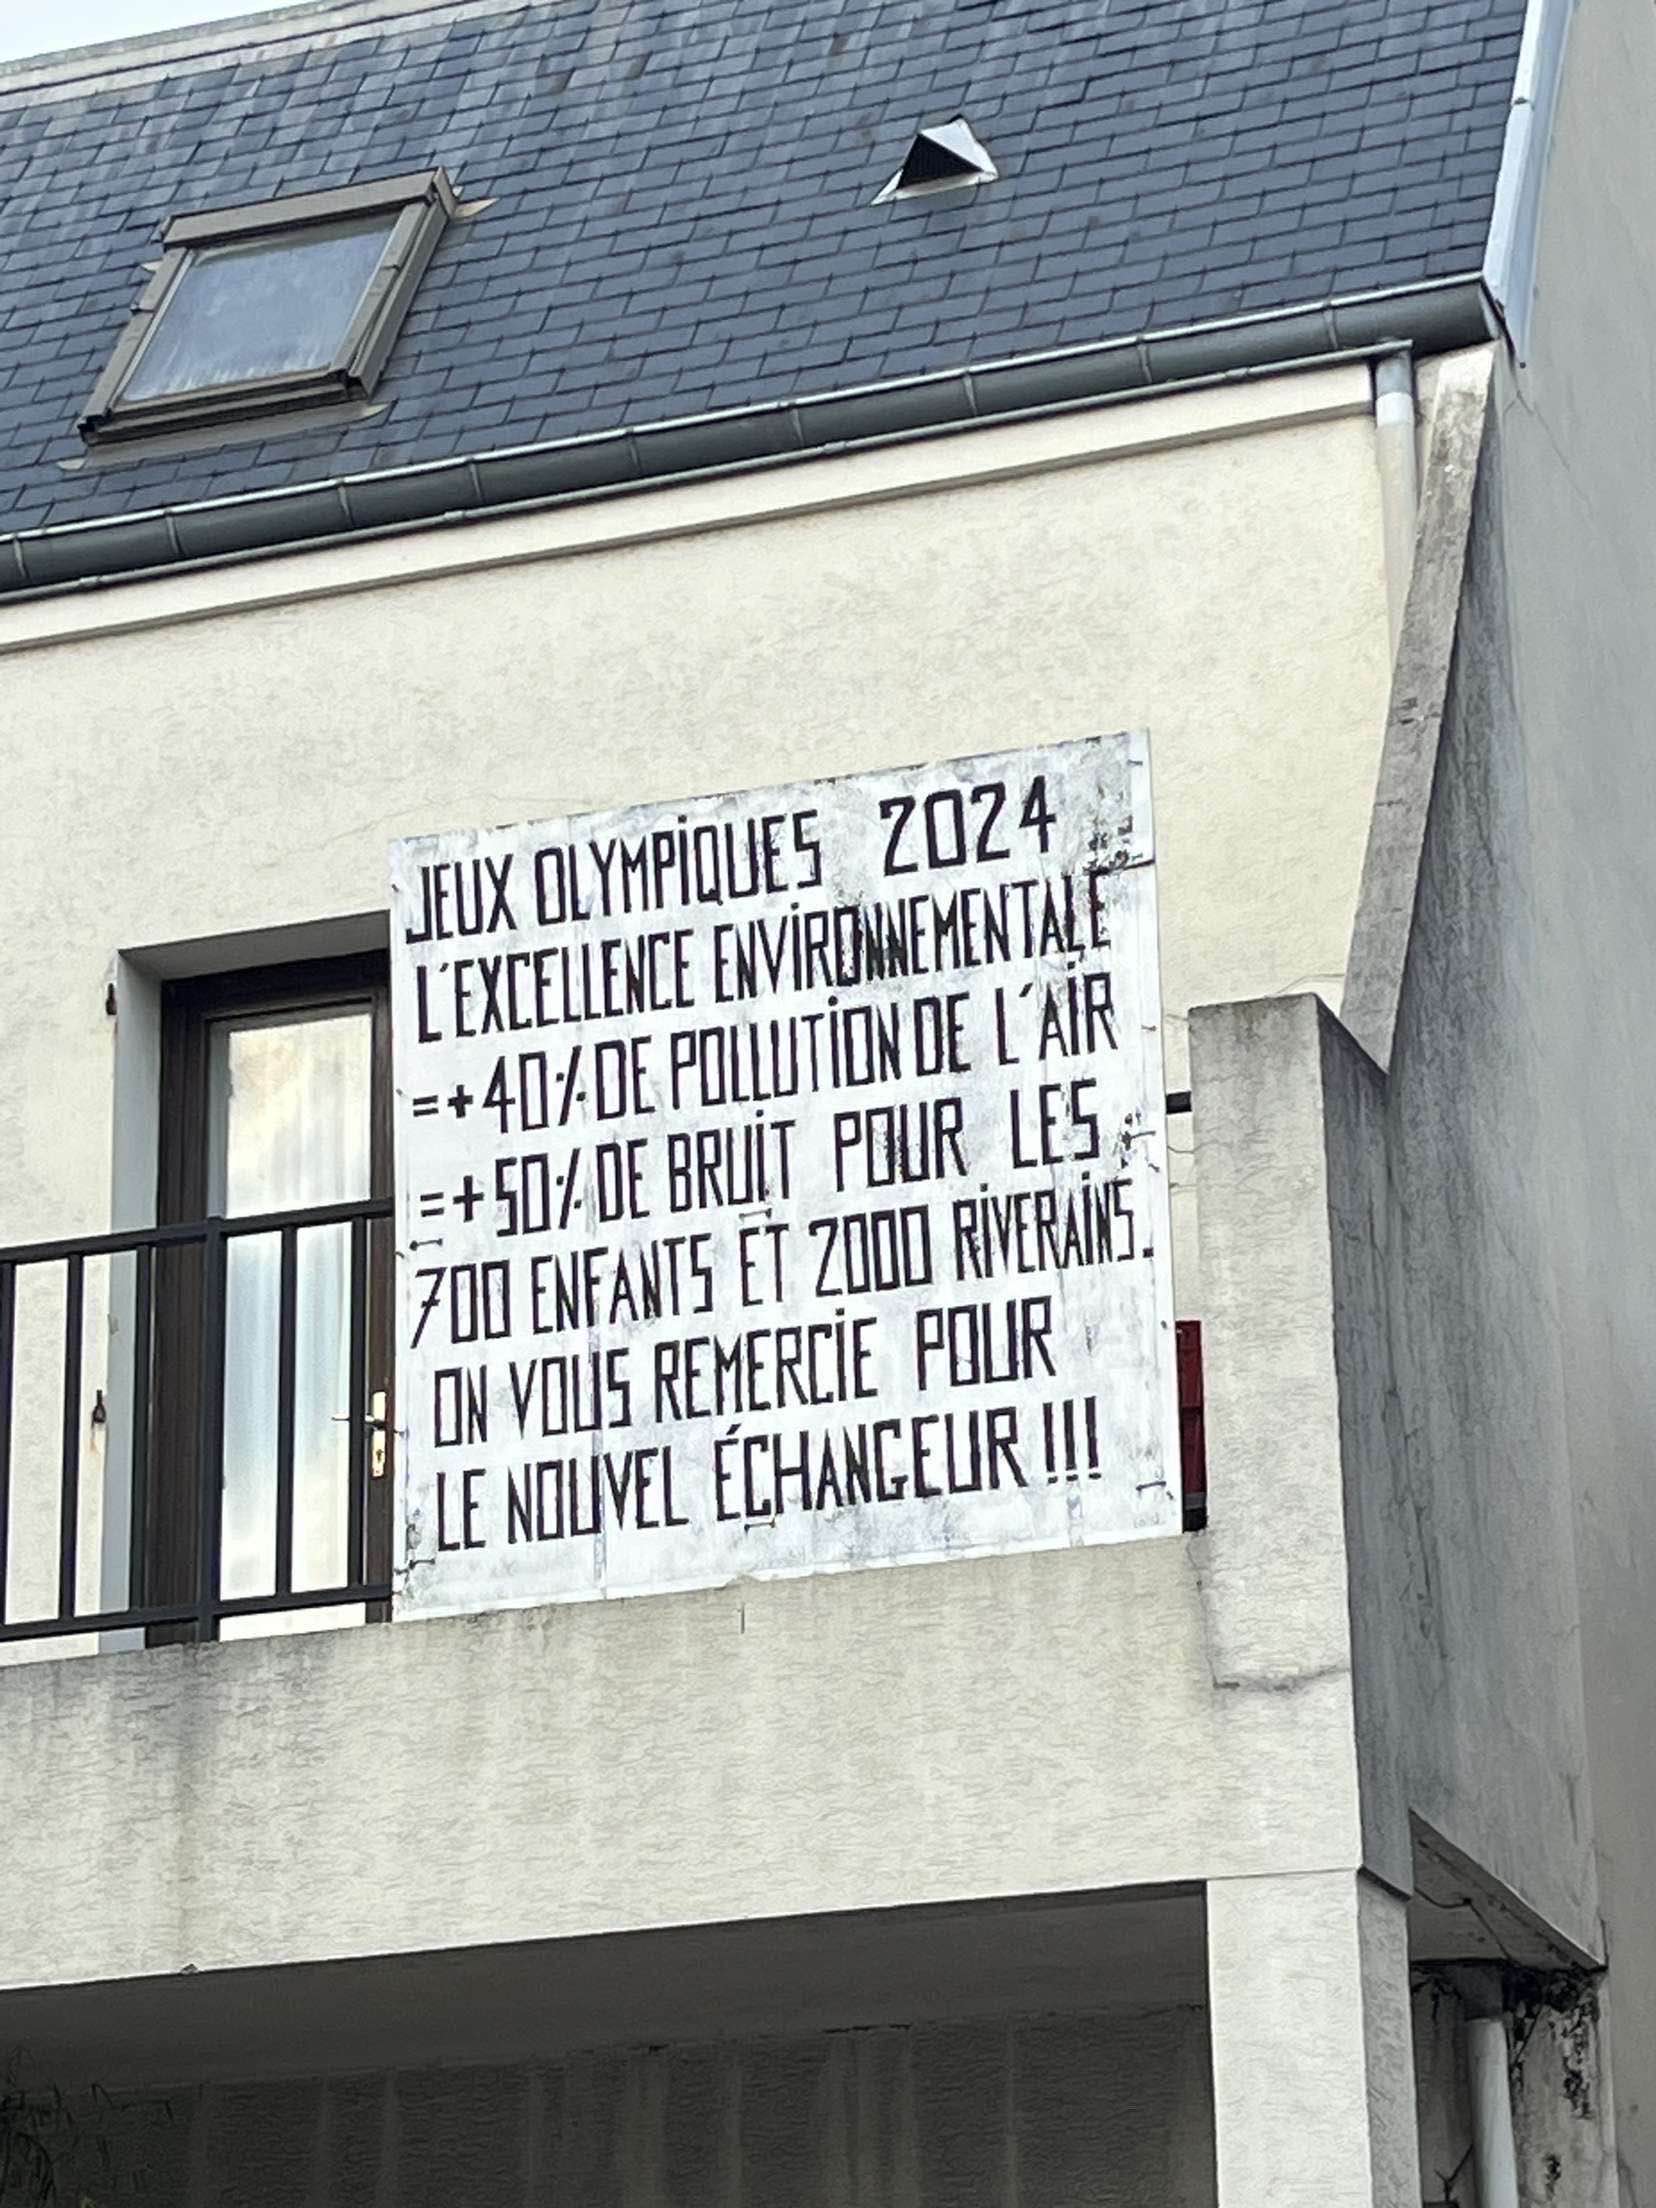 JEUX OLYMPIQUES 2024
L'EXCELLENCE ENVIRONNEMENTALE
=+40% DE POLLUTION DE L'AIR
=+50% DE BRUIT POUR LES
700 ENFANTS ET 2000 RIVERAINS.
ON VOUS REMERCIE POUR
LE NOUVEL ÉCHANGEUR!!!